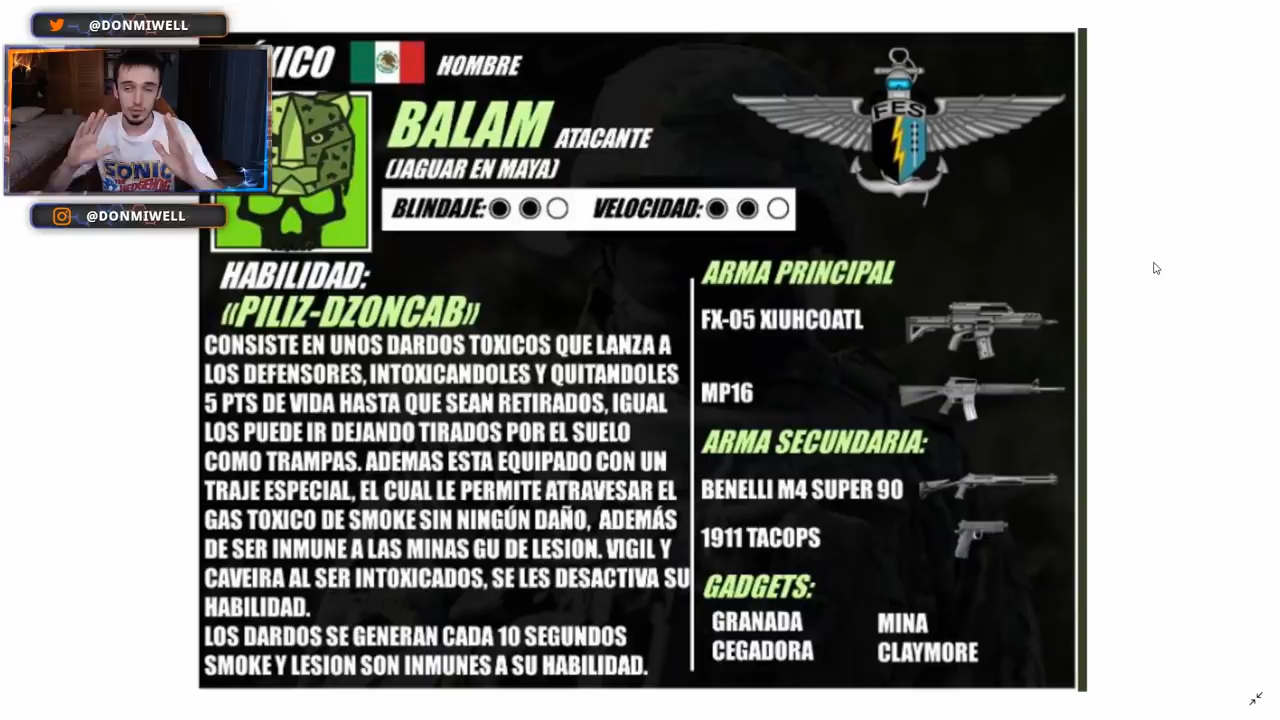 @DONMIWELL
ÉXICO
HOMBRE
BALAM ATACANTE
(JAGUAR EN MAYA)
BLINDAJE:
VELOCIDAD:
FES
SONIC
@DONMIWELL
HABILIDAD:
«PILIZ-DZONCAB»
CONSISTE EN UNOS DARDOS TOXICOS QUE LANZA A
LOS DEFENSORES, INTOXICANDOLES Y QUITANDOLES
5 PTS DE VIDA HASTA QUE SEAN RETIRADOS, IGUAL
LOS PUEDE IR DEJANDO TIRADOS POR EL SUELO
COMO TRAMPAS. ADEMAS ESTA EQUIPADO CON UN
TRAJE ESPECIAL, EL CUAL LE PERMITE ATRAVESAR EL
GAS TOXICO DE SMOKE SIN NINGÚN DAÑO, ADEMÁS
DE SER INMUNE A LAS MINAS GU DE LESION. VIGIL Y
CAVEIRA AL SER INTOXICADOS, SE LES DESACTIVA SU
HABILIDAD.
LOS DARDOS SE GENERAN CADA 10 SEGUNDOS
SMOKE Y LESION SON INMUNES A SU HABILIDAD.
ARMA PRINCIPAL
FX-05 XIUHCOATL
MP16
ARMA SECUNDARIA:
BENELLI M4 SUPER 90
1911 TACOPS
GADGETS:
GRANADA CEGADORA
MINA CLAYMORE